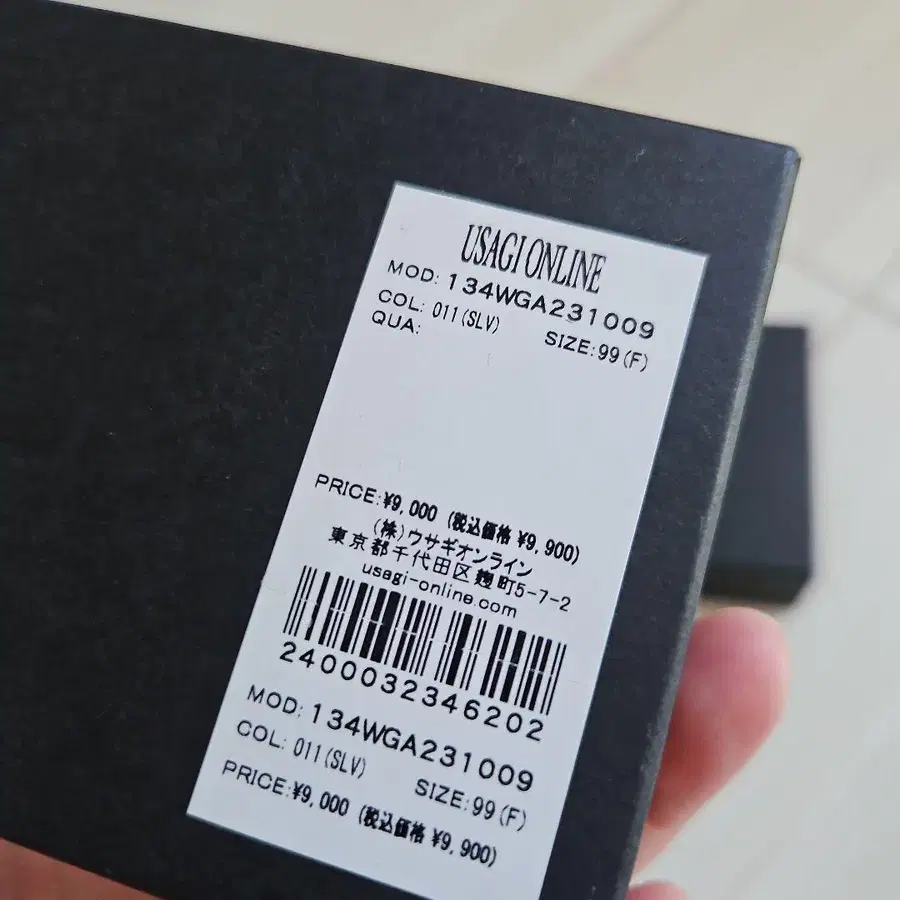 USAGI ONLINE
MOD: 134WGA231009
COL: 011(SLV) SIZE:99(F)
QUA:
PRICE:¥9,000 (税込価格 ¥9,900)
(株)ウサギオンライン
東京都千代田区麹町5-7-2
usagi-online.com
2400032346202
MOD: 134WGA231009
COL: 011(SLV) SIZE:99(F)
PRICE:¥9,000 (税込価格 ¥9,900)